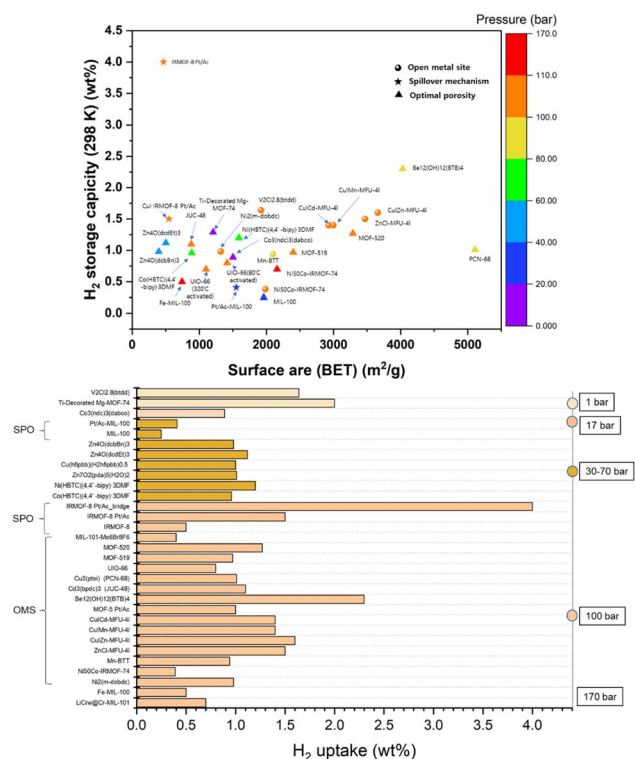 Pressure (bar)
H2 storage capicity (298 K) (wt%)
4.5
4.0
3.5
3.0
2.5
2.0
1.5
1.0
0.5
0.0
IRMOF-8 Pt/Ac
Open metal site
Spillover mechanism
Optimal porosity
Be12(OH)12(BTB)4
CuIMn-MFU-4l
CuICd-MFU-4l
CuIZn-MFU-4l
ZnCl-MFU-4l
MOF-520
PCN-68
V2Cl2.8(btdd)
Ti-Decorated Mg-
MOF-74
Ni2(m-dobdc)
CuI IRMOF-8 Pt/Ac
JUC-48
Ni(HBTC)(4,4' -bipy) 3DMF
Zn4O(dcdEt)3
Co3(ndc)3(dabco)
Zn4O(dcbBn)3
Mn-BTT
MOF-519
Co(HBTC)(4,4'
-bipy) 3DMF
UIO-66
(320℃
activated)
UIO-66(80℃
activated)
Ni50Co-IRMOF-74
Fe-MIL-100
Pt/Ac-MIL-100
Ni50Co-IRMOF-74
MIL-100
0
1000
2000
3000
4000
5000
6000
Surface are (BET) (m2/g)
170.0
110.0
100.0
80.00
60.00
40.00
20.00
0.000
V2Cl2.8(btdd)
Ti-Decorated Mg-MOF-74
Co3(ndc)3(dabco)
Pt/Ac-MIL-100
MIL-100
SPO
Zn4O(dcbBn)3
Zn4O(dcdEt)3
Cu(hfipbb)(H2hfipbb)0.5
Zn7O2(pda)5(H2O)2
Ni(HBTC)(4,4' -bipy) 3DMF
Co(HBTC)(4,4' -bipy) 3DMF
IRMOF-8 Pt/Ac_bridge
IRMOF-8 Pt/Ac
IRMOF-8
SPO
MIL-101-Me6Br8F6
MOF-520
MOF-519
UIO-66
Cu3(ptei) (PCN-68)
Cd3(bpdc)3 (JUC-48)
Be12(OH)12(BTB)4
MOF-5 Pt/Ac
OMS
CuICd-MFU-4l
CuIMn-MFU-4l
CuIZn-MFU-4l
ZnCl-MFU-4l
Mn-BTT
Ni50Co-IRMOF-74
Ni2(m-dobdc)
Fe-MIL-100
LiCrw@Cr-MIL-101
1 bar
17 bar
30-70 bar
100 bar
170 bar
0.0
0.5
1.0
1.5
2.0
2.5
3.0
3.5
4.0
H2 uptake (wt%)